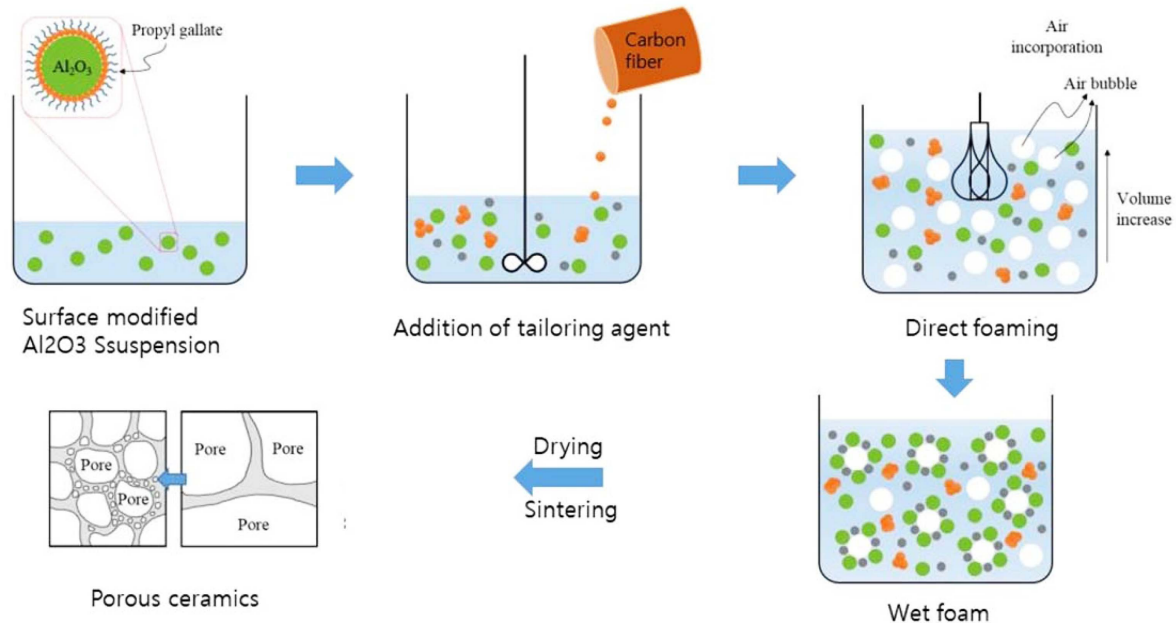 Propyl gallate
Al₂O₃
Surface modified
Al2O3 Ssuspension
Carbon
fiber
Addition of tailoring agent
Air
incorporation
Air bubble
Volume
increase
Direct foaming
Wet foam
Drying
Sintering
Pore
Pore
Pore
Pore
Pore
Porous ceramics